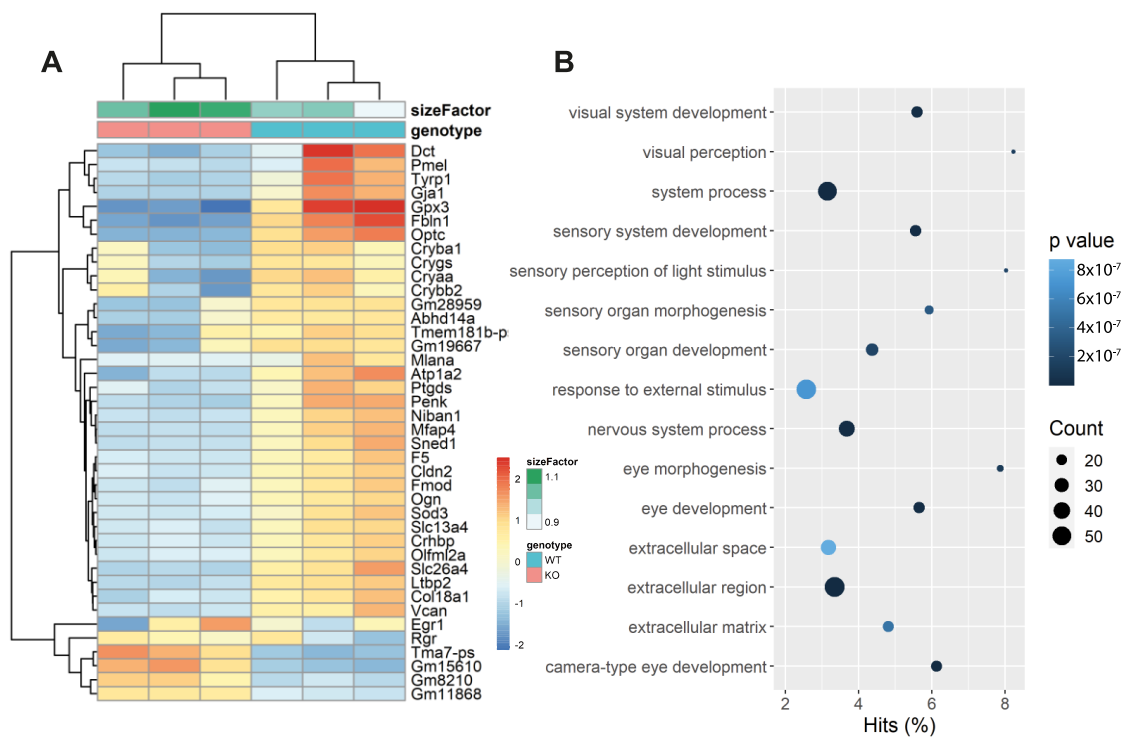 A
sizeFactor
genotype
Dct
Pmel
Tyrp1
Gja1
Gpx3
Fbln1
Optc
Cryba1
Crygs
Cryaa
Crybb2
Gm28959
Abhd14a
Tmem181b-p
Gm19667
Mlana
Atp1a2
Ptgds
Penk
Niban1
Mfap4
Sned1
F5
Cldn2
Fmod
Ogn
Sod3
Slc13a4
Crhbp
Olfml2a
Slc26a4
Ltbp2
Col18a1
Vcan
Egr1
Rgr
Tma7-ps
Gm15610
Gm8210
Gm11868
2
1
0
-1
-2
sizeFactor
1.1
0.9
genotype
WT
KO
B
visual system development
visual perception
system process
sensory system development
sensory perception of light stimulus
sensory organ morphogenesis
sensory organ development
response to external stimulus
nervous system process
eye morphogenesis
eye development
extracellular space
extracellular region
extracellular matrix
camera-type eye development
2 4 6 8
Hits (%)
p value
8x10⁻⁷
6x10⁻⁷
4x10⁻⁷
2x10⁻⁷
Count
20
30
40
50